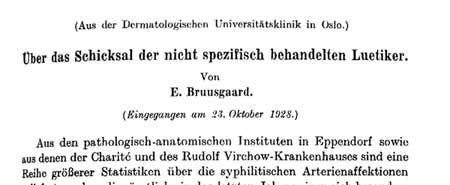 (Aus der Dermatologischen Universitätsklinik in Oslo.)
Über das Schicksal der nicht spezifisch behandelten Luetiker.
Von
E. Bruusgaard.
(Eingegangen am 23. Oktober 1928.)
Aus den pathologisch-anatomischen Instituten in Eppendorf sowie
aus denen der Charité und des Rudolf Virchow-Krankenhauses sind eine
Reihe größerer Statistiken über die syphilitischen Arterienaffektionen